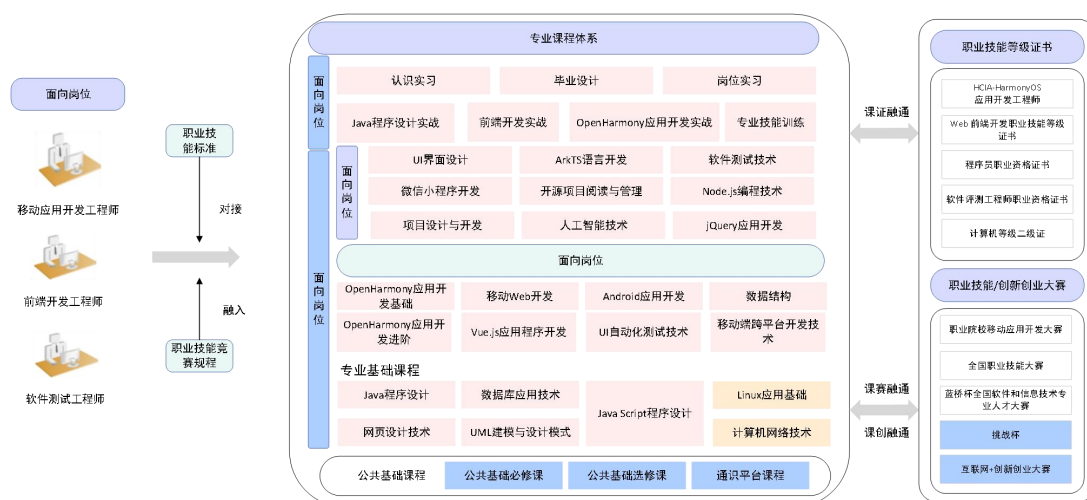 面向岗位
移动应用开发工程师
前端开发工程师
软件测试工程师
职业技
能标准
对接
融入
职业技能竞
赛规程
专业课程体系
面向岗位
认识实习
毕业设计
岗位实习
Java程序设计实战
前端开发实战
OpenHarmony应用开发实战
专业技能训练
面向岗位
面向岗位
UI界面设计
ArkTS语言开发
软件测试技术
微信小程序开发
开源项目阅读与管理
Node.js编程技术
项目设计与开发
人工智能技术
jQuery应用开发
面向岗位
OpenHarmony应用开
发基础
移动Web开发
Android应用开发
数据结构
OpenHarmony应用开
发进阶
Vue.js应用程序开发
UI自动化测试技术
移动端跨平台开发技
术
专业基础课程
Java程序设计
数据库应用技术
Java Script程序设计
Linux应用基础
网页设计技术
UML建模与设计模式
计算机网络技术
公共基础课程
公共基础必修课
公共基础选修课
通识平台课程
课证融通
课赛融通
课创融通
职业技能等级证书
HCIA-HarmonyOS
应用开发工程师
Web 前端开发职业技能等级
证书
程序员职业资格证书
软件评测工程师职业资格证书
计算机等级二级证
职业技能/创新创业大赛
职业院校移动应用开发大赛
全国职业技能大赛
蓝桥杯全国软件和信息技术专
业人才大赛
挑战杯
互联网+创新创业大赛